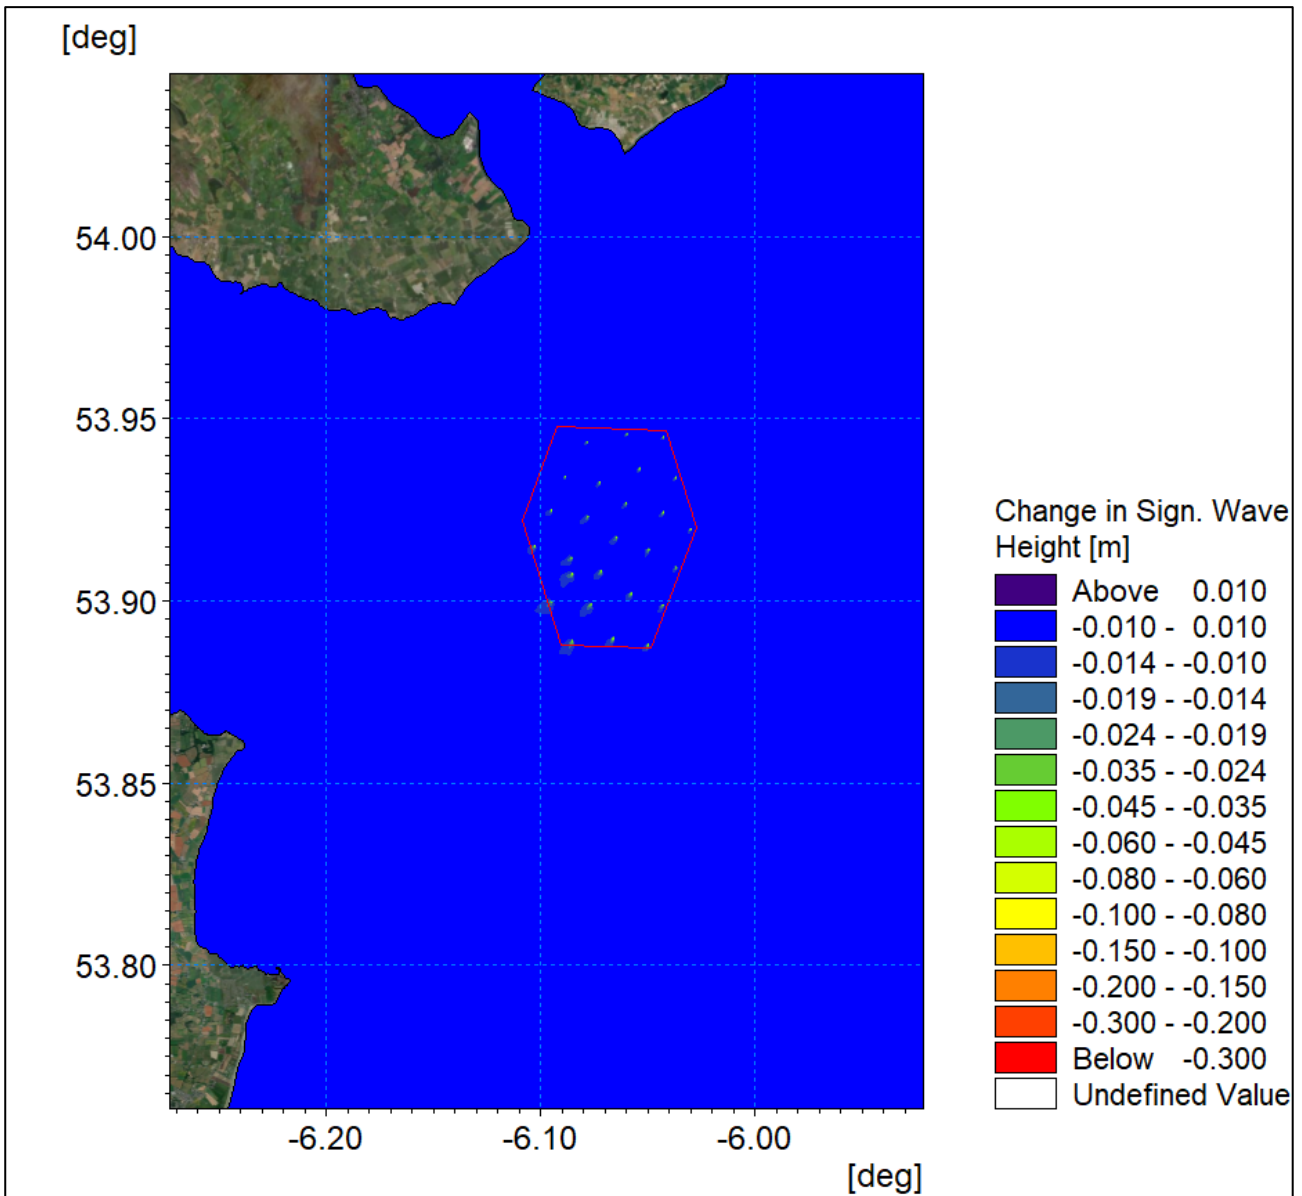 [deg]
54.00
53.95
53.90
53.85
53.80
-6.20
-6.10
-6.00
[deg]
Change in Sign. Wave
Height [m]
Above 0.010
-0.010 - 0.010
-0.014 - -0.010
-0.019 - -0.014
-0.024 - -0.019
-0.035 - -0.024
-0.045 - -0.035
-0.060 - -0.045
-0.080 - -0.060
-0.100 - -0.080
-0.150 - -0.100
-0.200 - -0.150
-0.300 - -0.200
Below -0.300
Undefined Value